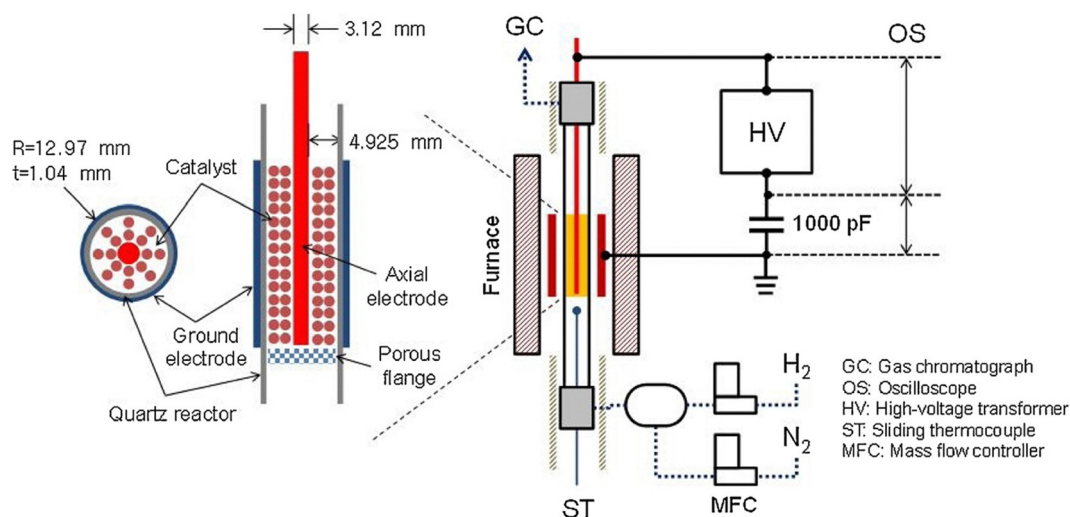 3.12 mm
4.925 mm
R=12.97 mm
t=1.04 mm
Catalyst
Axial
electrode
Ground
electrode
Porous
flange
Quartz reactor
GC
OS
HV
1000 pF
Furnace
H2
N2
MFC
ST
GC: Gas chromatograph
OS: Oscilloscope
HV: High-voltage transformer
ST: Sliding thermocouple
MFC: Mass flow controller